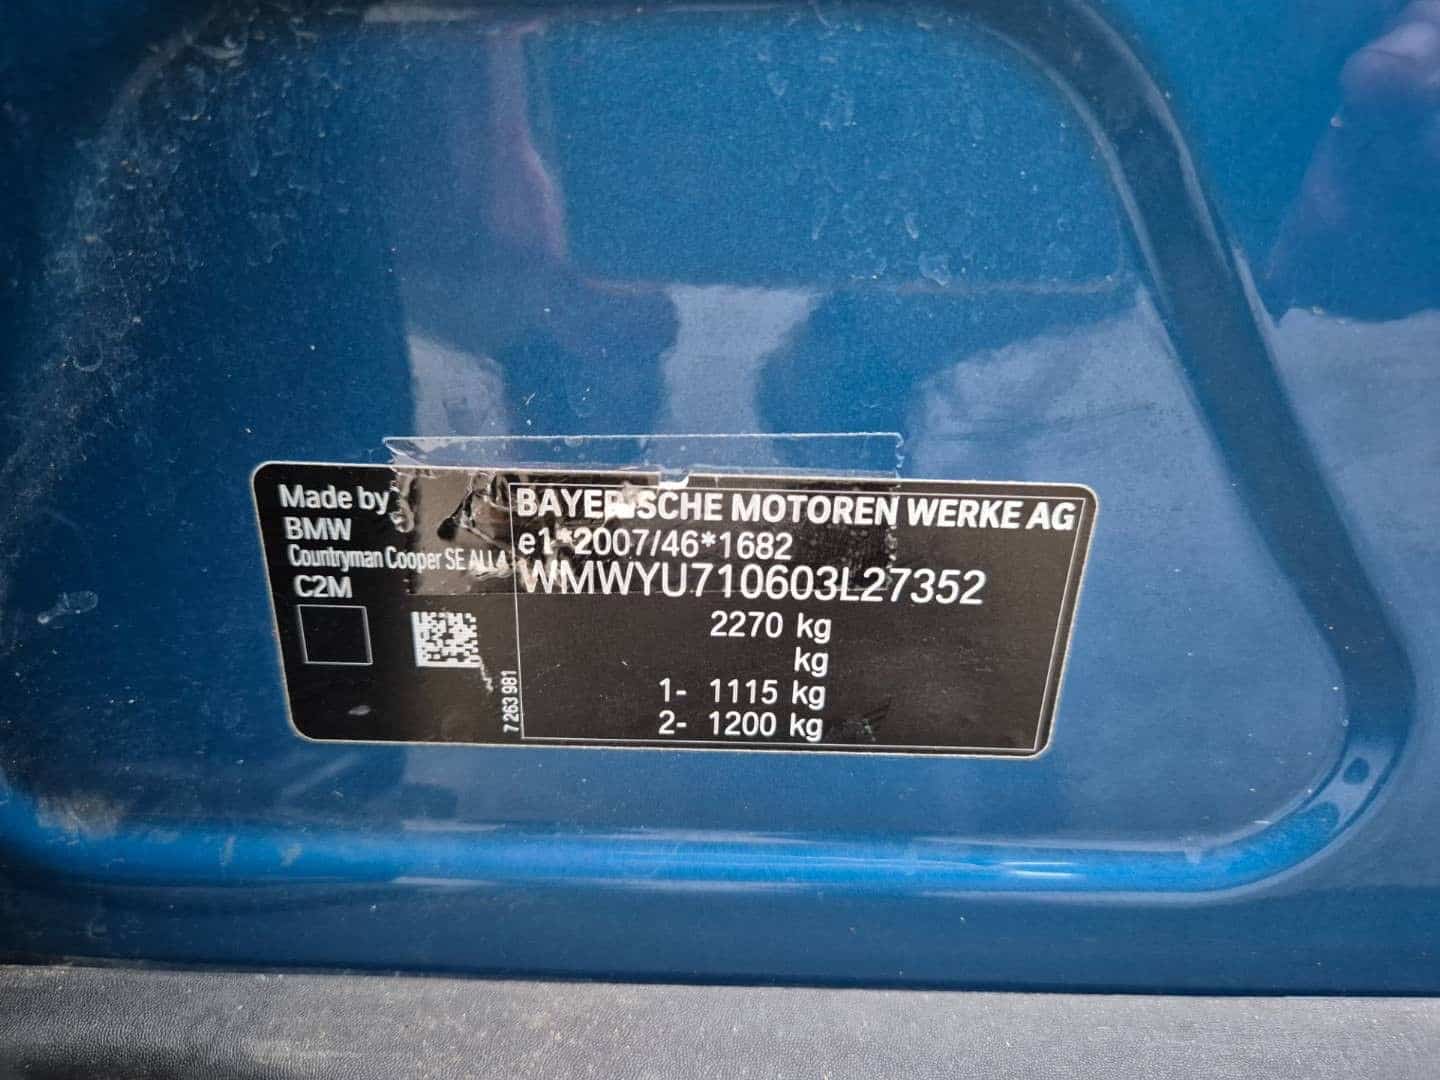 Made by
BMW
Countryman Cooper SE ALL4
C2M
7 263 981
BAYERISCHE MOTOREN WERKE AG
e1*2007/46*1682
WMWYU710603L27352
2270 kg
kg
1- 1115 kg
2- 1200 kg